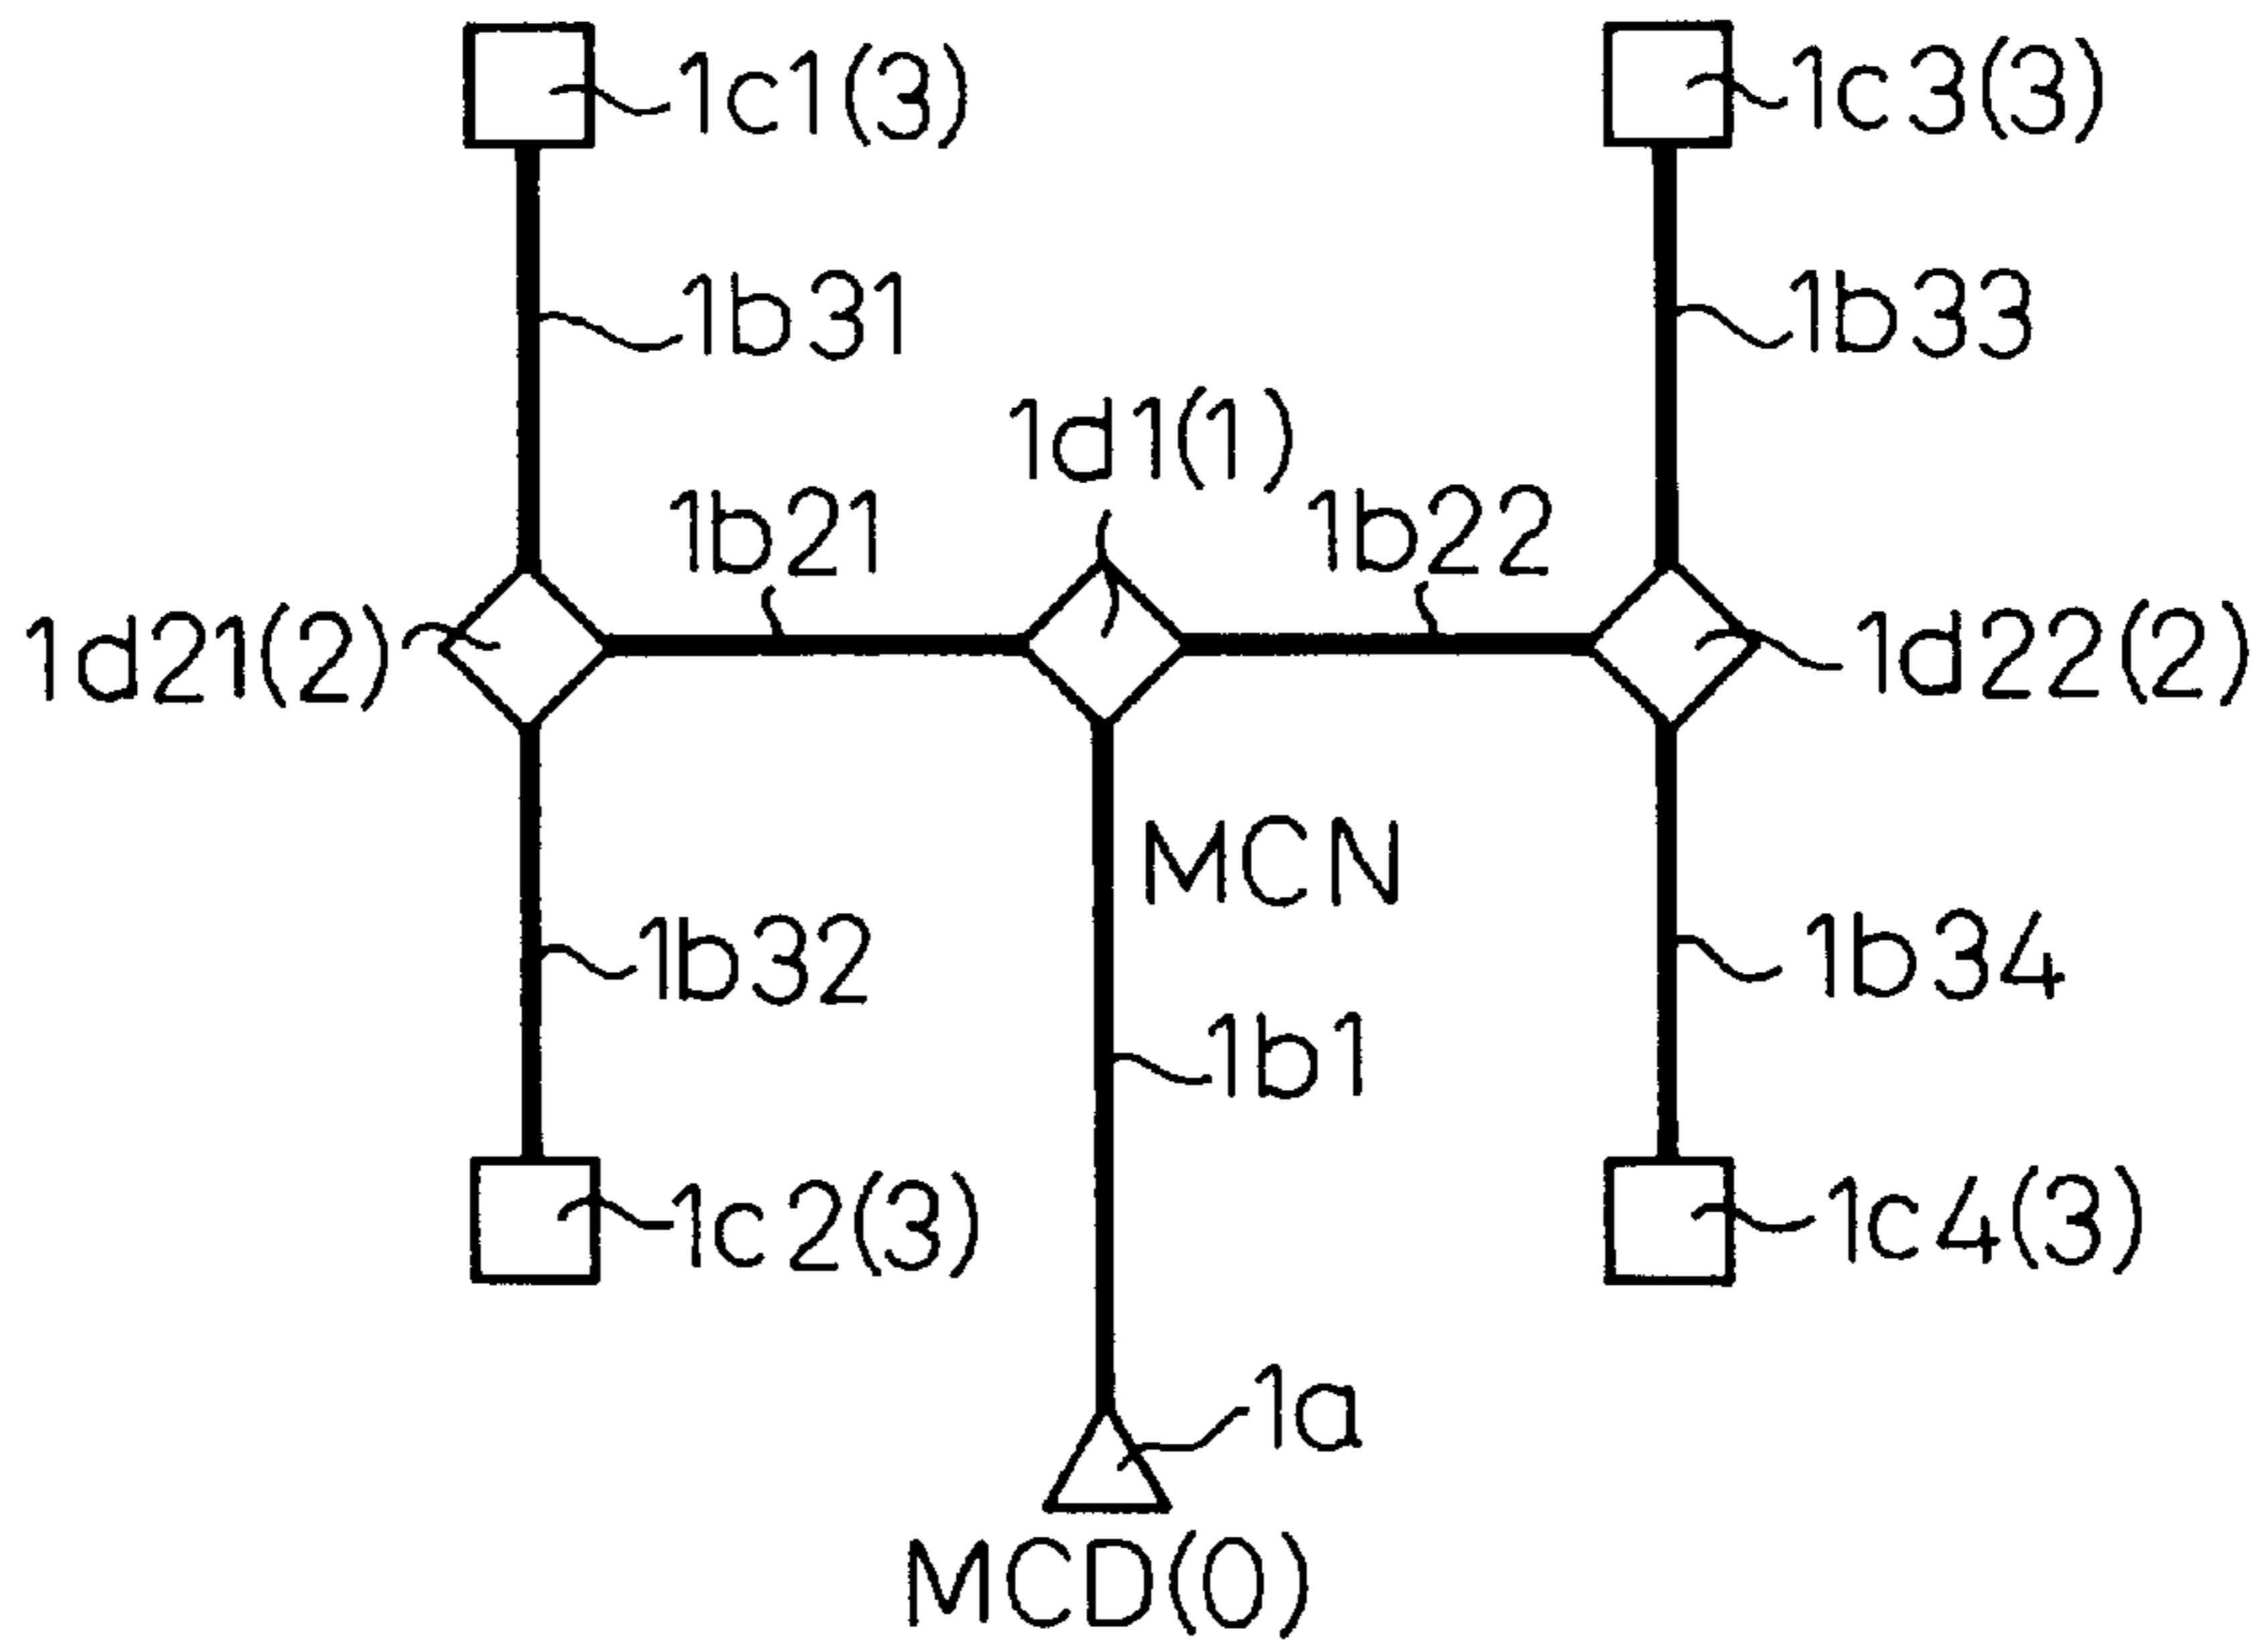 1c1(3)
1c3(3)
1b31
1b33
1d1(1)
1b21
1b22
1d21(2)
1d22(2)
MCN
1b32
1b34
1b1
1c2(3)
1c4(3)
1a
MCD(0)